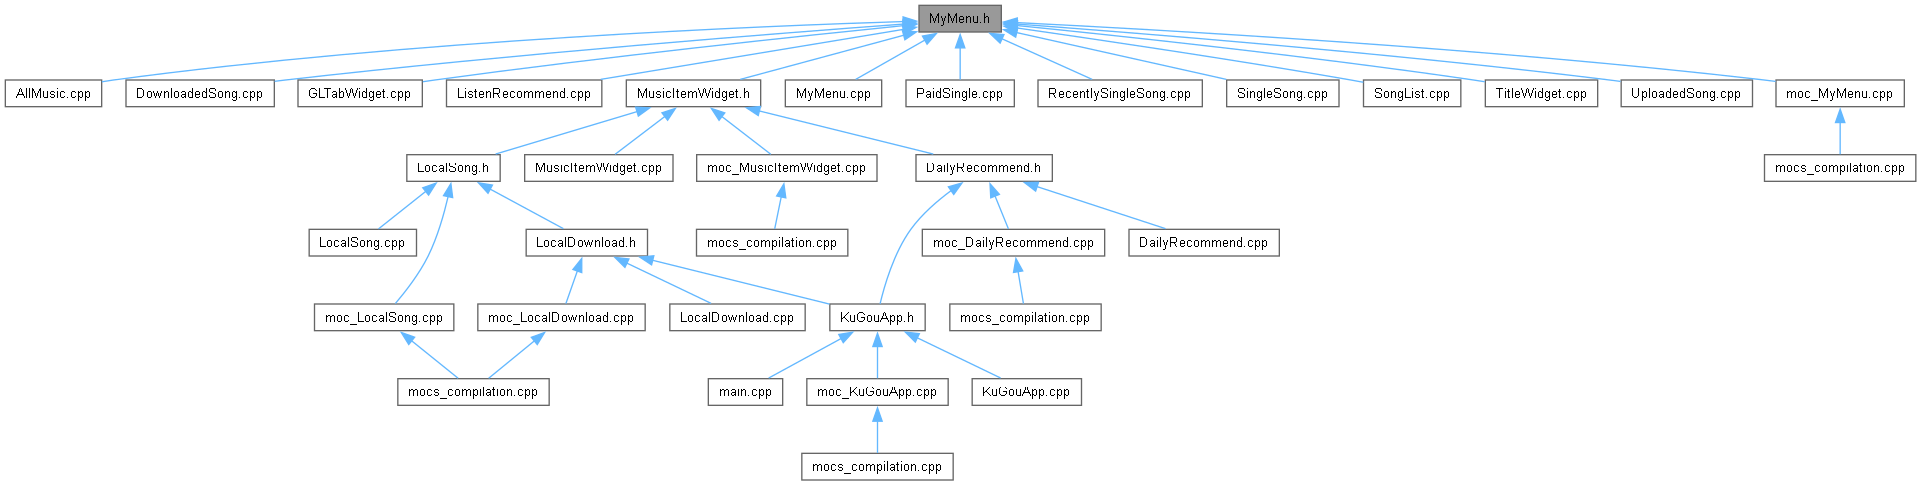 MyMenu.h
AllMusic.cpp
DownloadedSong.cpp
GLTabWidget.cpp
ListenRecommend.cpp
MusicItemWidget.h
MyMenu.cpp
PaidSingle.cpp
RecentlySingleSong.cpp
SingleSong.cpp
SongList.cpp
TitleWidget.cpp
UploadedSong.cpp
moc_MyMenu.cpp
LocalSong.h
MusicItemWidget.cpp
moc_MusicItemWidget.cpp
DailyRecommend.h
mocs_compilation.cpp
LocalSong.cpp
LocalDownload.h
mocs_compilation.cpp
moc_DailyRecommend.cpp
DailyRecommend.cpp
moc_LocalSong.cpp
moc_LocalDownload.cpp
LocalDownload.cpp
KuGouApp.h
mocs_compilation.cpp
mocs_compilation.cpp
main.cpp
moc_KuGouApp.cpp
KuGouApp.cpp
mocs_compilation.cpp